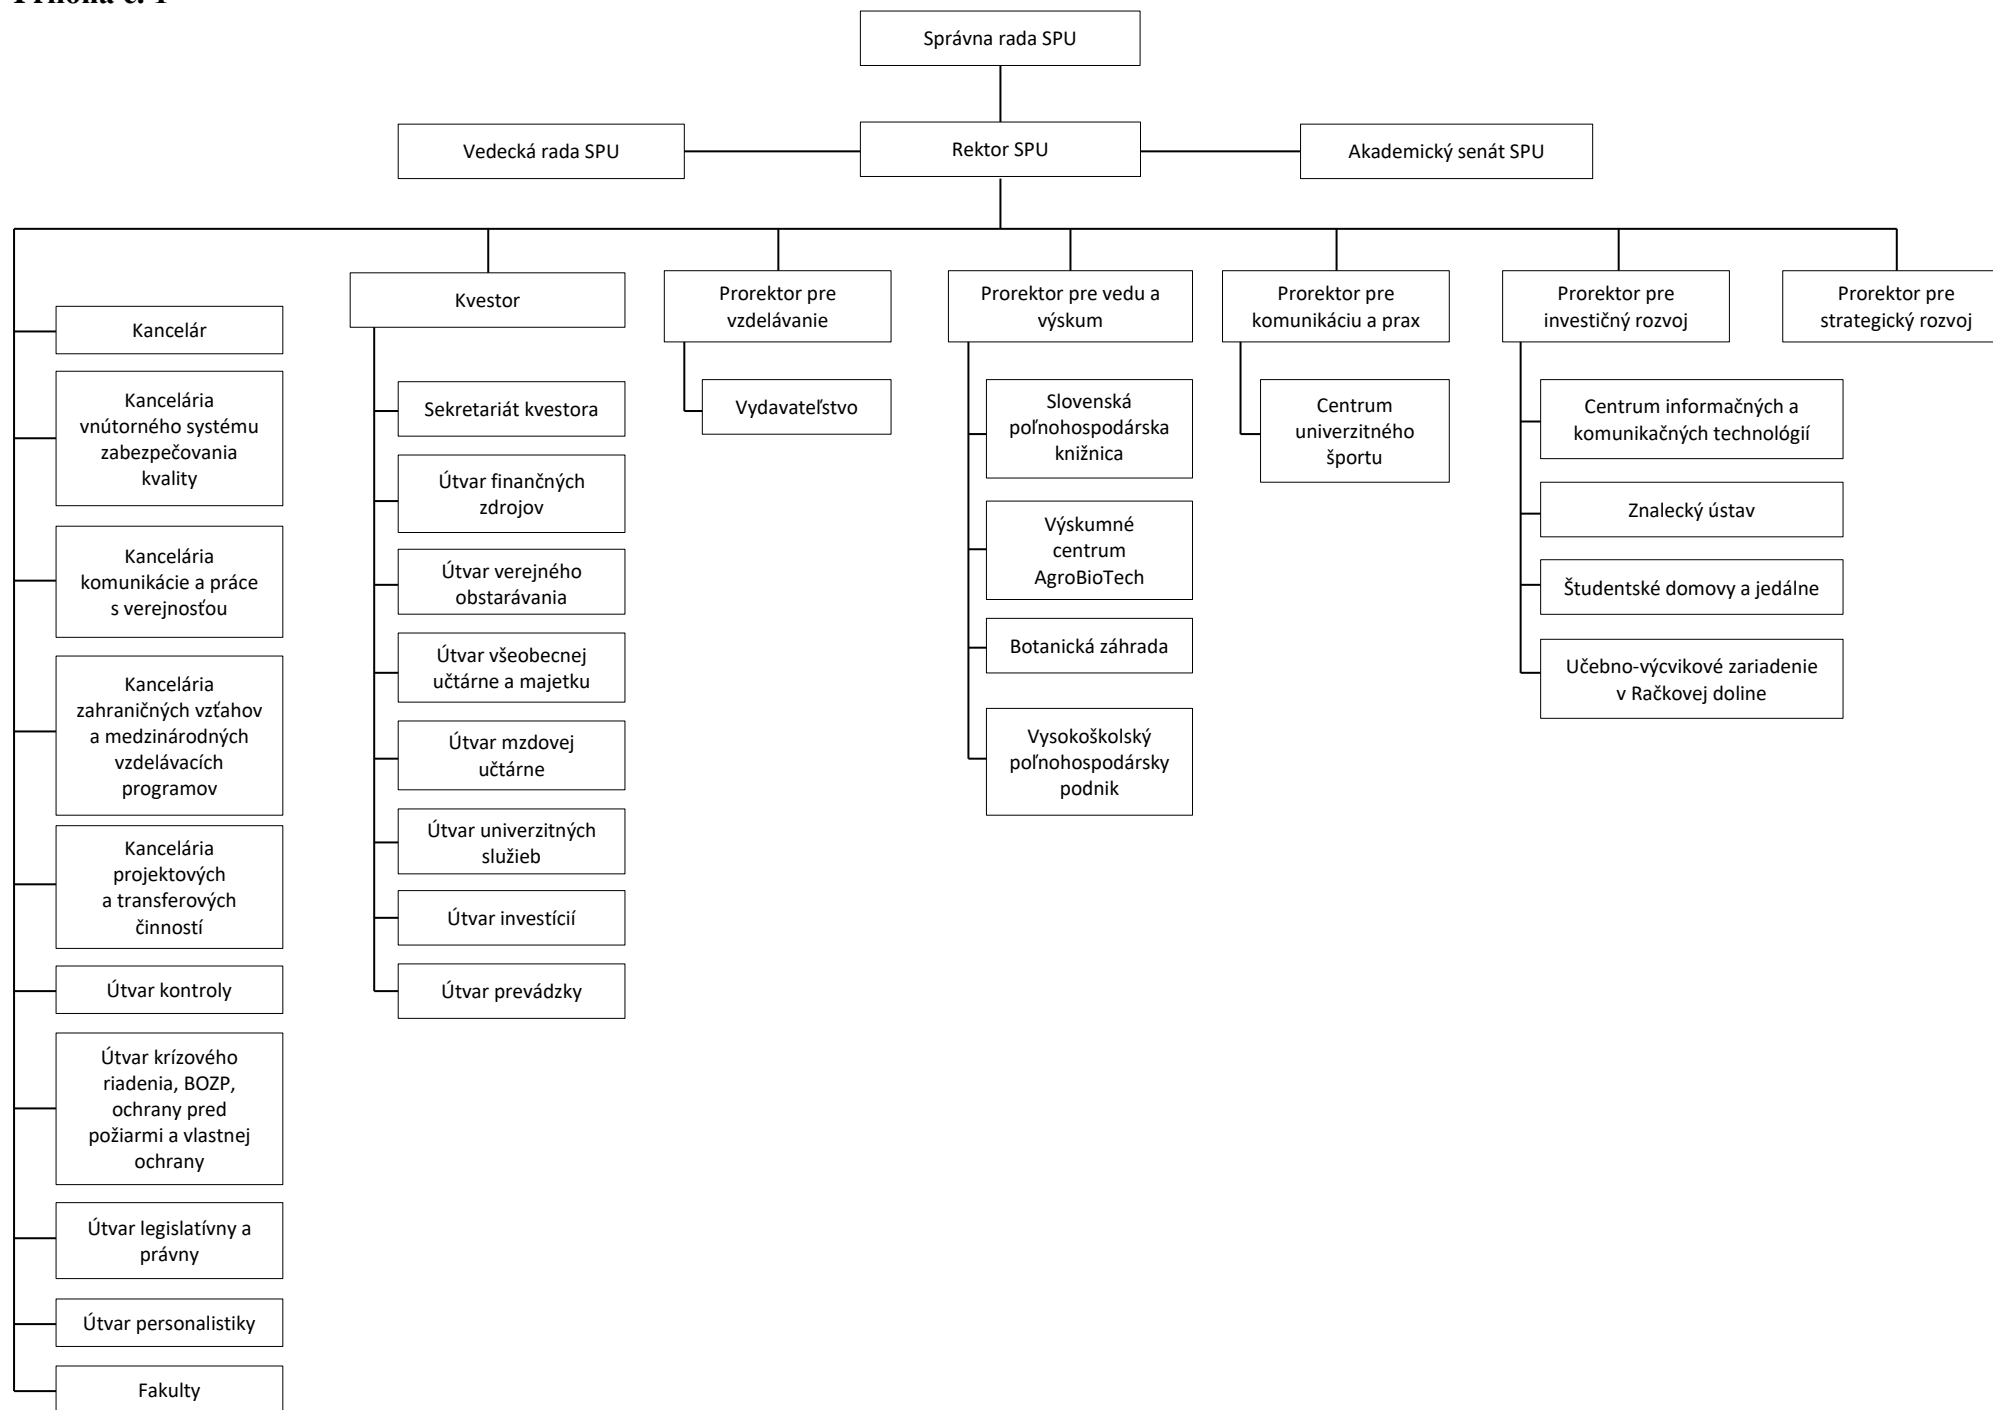 Správna rada SPU
Vedecká rada SPU
Rektor SPU
Akademický senát SPU
Kancelár
Kancelária
vnútorného systému
zabezpečovania
kvality
Kancelária
komunikácie a práce
s verejnosťou
Kancelária
zahraničných vzťahov
a medzinárodných
vzdelávacích
programov
Kancelária
projektových
a transferových
činností
Útvar kontroly
Útvar krízového
riadenia, BOZP,
ochrany pred
požiarmi a vlastnej
ochrany
Útvar legislatívny a
právny
Útvar personalistiky
Fakulty
Kvestor
Sekretariát kvestora
Útvar finančných
zdrojov
Útvar verejného
obstarávania
Útvar všeobecnej
učtárne a majetku
Útvar mzdovej
učtárne
Útvar univerzitných
služieb
Útvar investícií
Útvar prevádzky
Prorektor pre
vzdelávanie
Vydavateľstvo
Prorektor pre vedu a
výskum
Slovenská
poľnohospodárska
knižnica
Výskumné
centrum
AgroBioTech
Botanická záhrada
Vysokoškolský
poľnohospodársky
podnik
Prorektor pre
komunikáciu a prax
Centrum
univerzitného
športu
Prorektor pre
investičný rozvoj
Centrum informačných a
komunikačných technológií
Znalecký ústav
Študentské domovy a jedálne
Učebno-výcvikové zariadenie
v Račkovej doline
Prorektor pre
strategický rozvoj